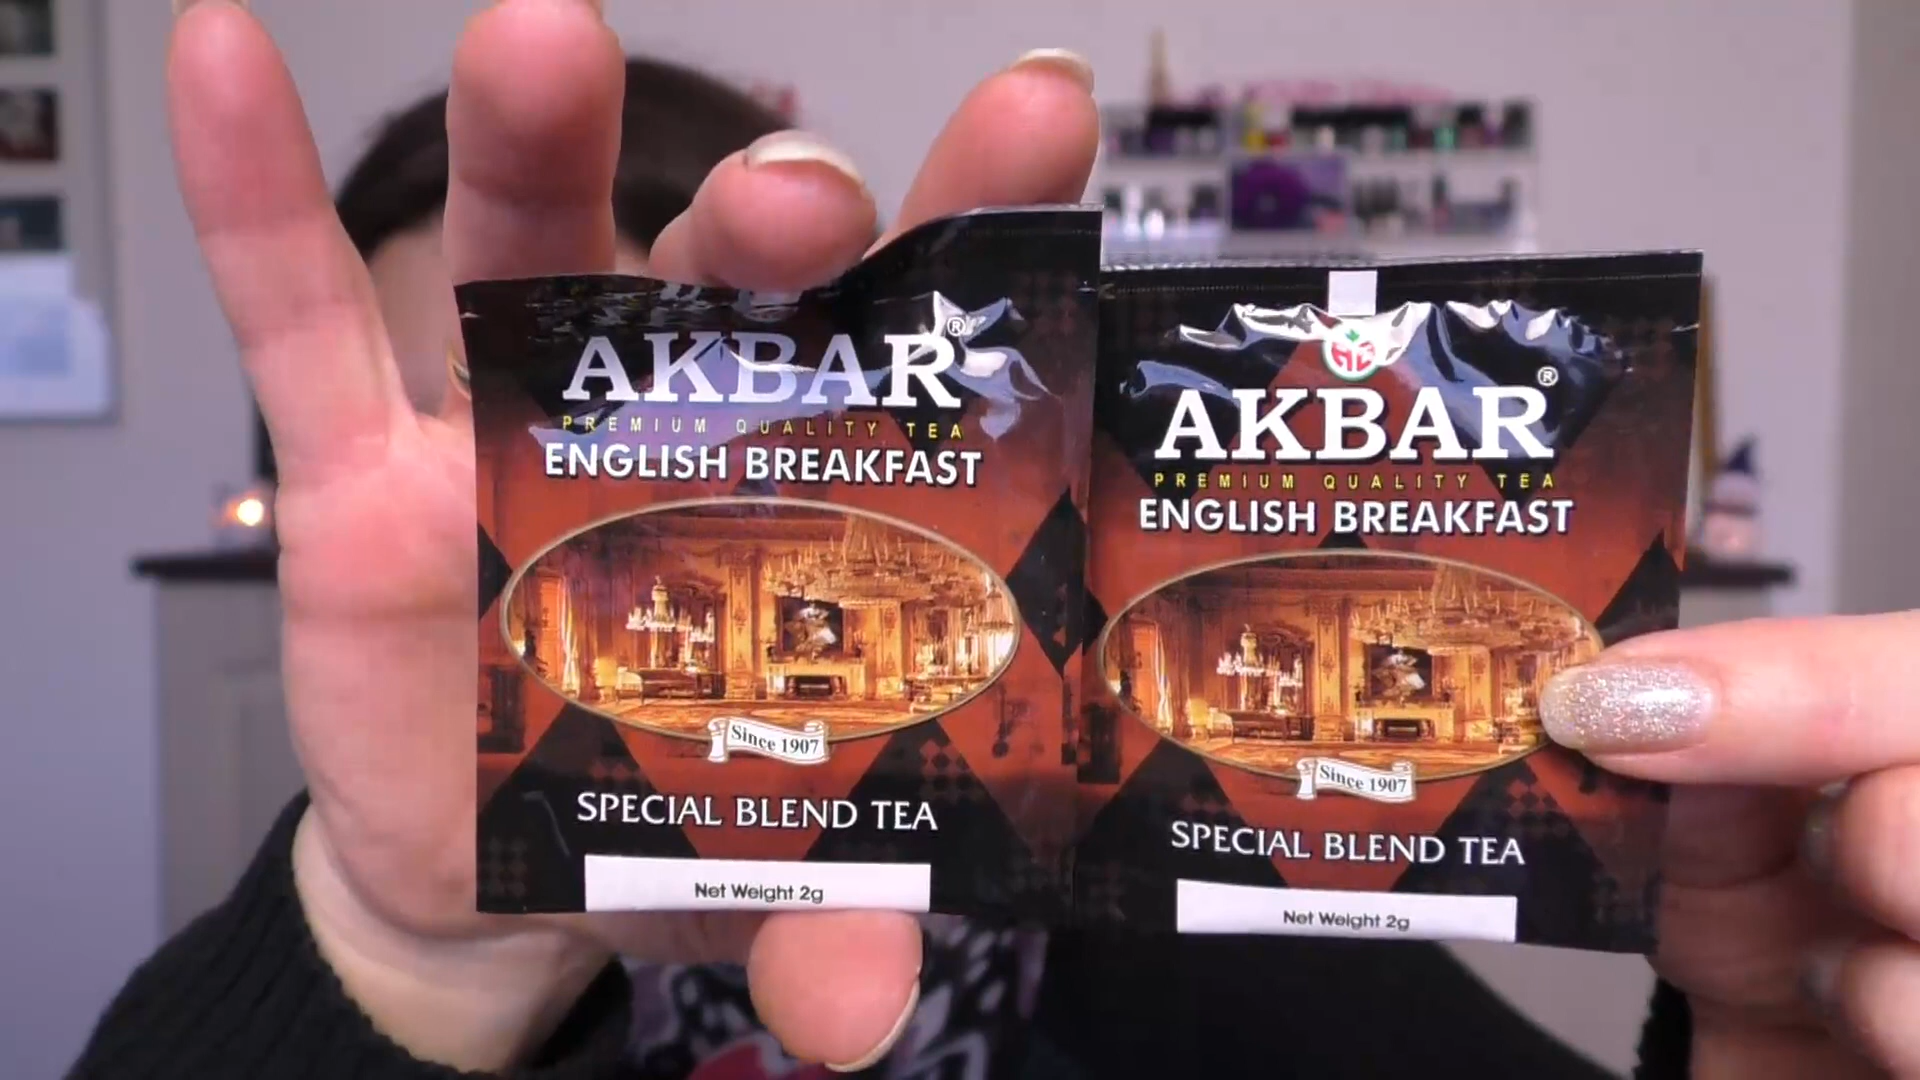 AKBAR®
PREMIUM QUALITY TEA
ENGLISH BREAKFAST
Since 1907
SPECIAL BLEND TEA
Net Weight 2g
AKBAR®
PREMIUM QUALITY TEA
ENGLISH BREAKFAST
Since 1907
SPECIAL BLEND TEA
Net Weight 2g